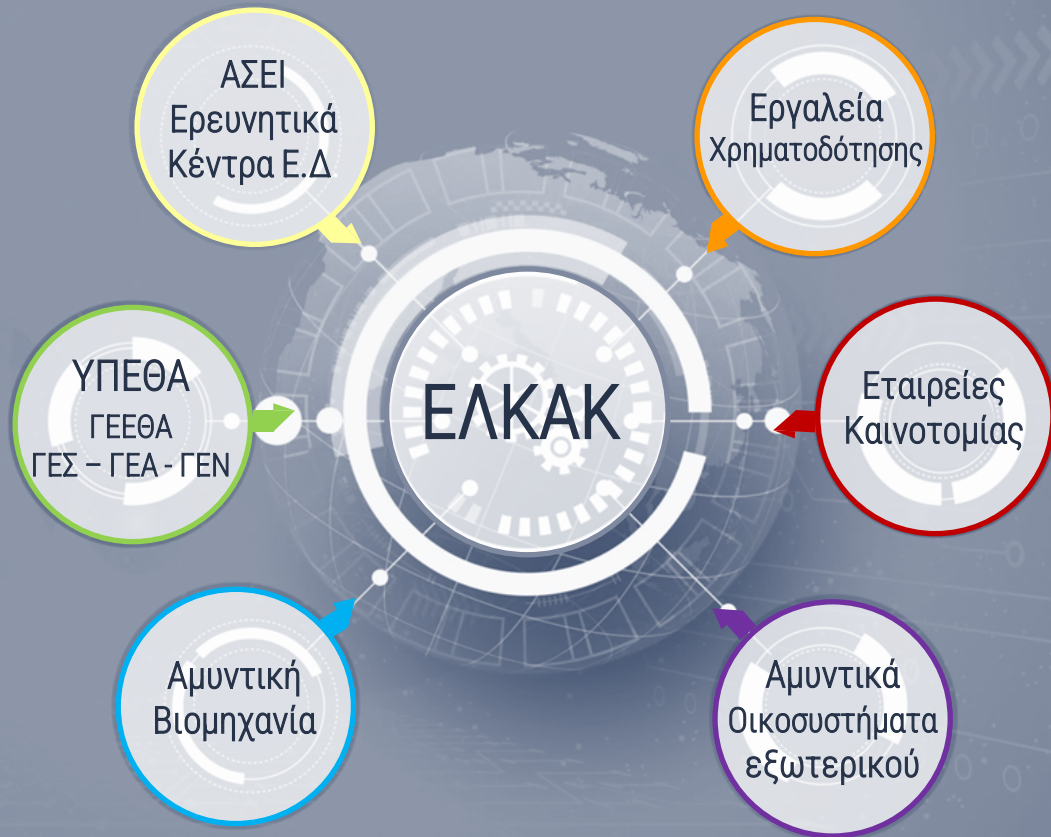 ΑΣΕΙ
Ερευνητικά
Κέντρα Ε.Δ
Εργαλεία
Χρηματοδότησης
ΥΠΕΘΑ
ΓΕΕΘΑ
ΓΕΣ – ΓΕΑ - ΓΕΝ
ΕΛΚΑΚ
Εταιρείες
Καινοτομίας
Αμυντική
Βιομηχανία
Αμυντικά
Οικοσυστήματα
εξωτερικού